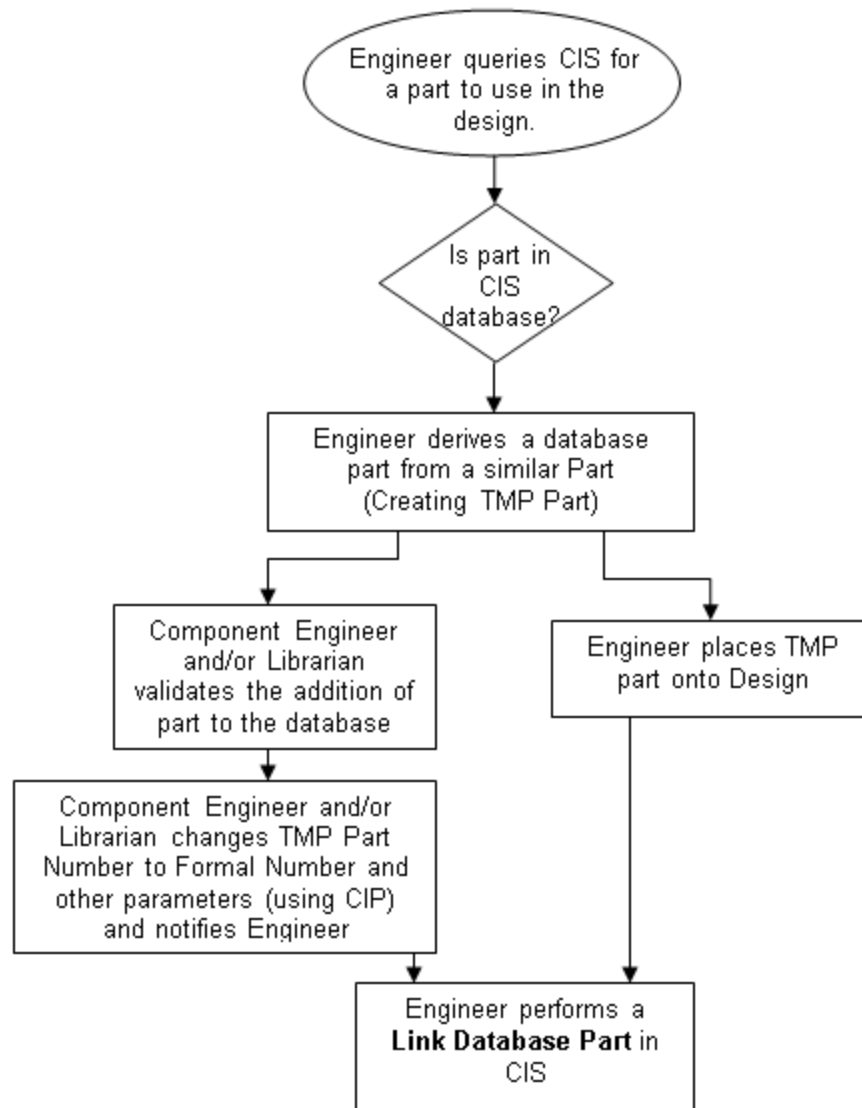 Engineer queries CIS for
a part to use in the
design.
Is part in
CIS
database?
Engineer derives a database
part from a similar Part
(Creating TMP Part)
Component Engineer
and/or Librarian
validates the addition of
part to the database
Engineer places TMP
part onto Design
Component Engineer and/or
Librarian changes TMP Part
Number to Formal Number and
other parameters (using CIP)
and notifies Engineer
Engineer performs a
Link Database Part in
CIS